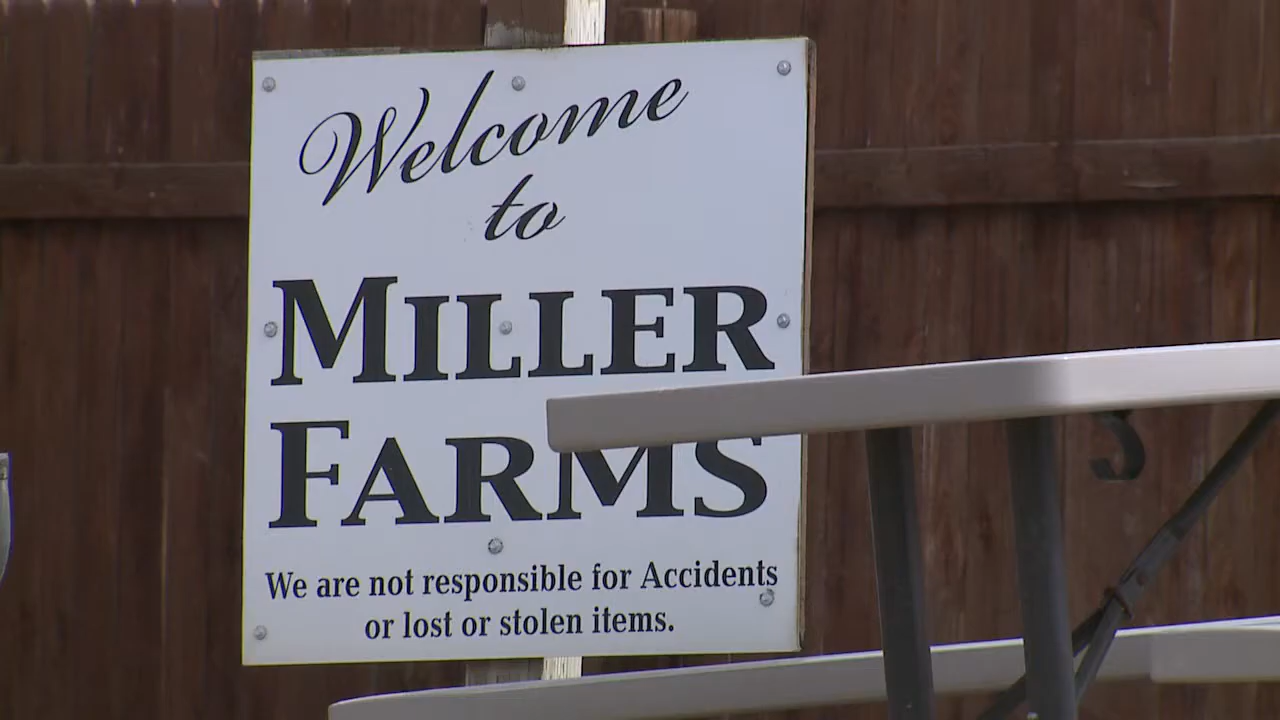 Welcome
to
MILLER
FARMS
We are not responsible for Accidents
or lost or stolen items.